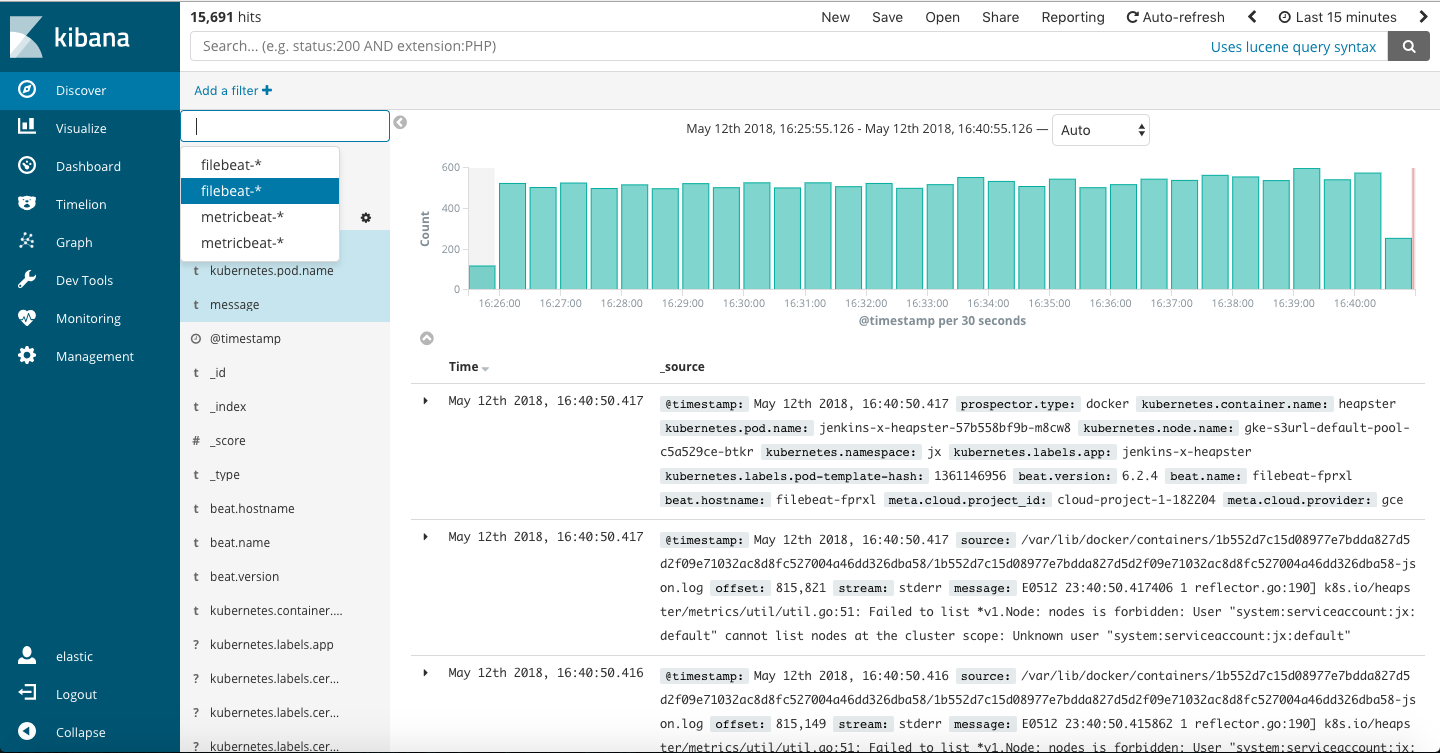 15,691 hits
New Save Open Share Reporting Auto-refresh Last 15 minutes
kibana
Search... (e.g. status:200 AND extension:PHP)
Uses lucene query syntax
Discover
Visualize
Dashboard
Timelion
Graph
Dev Tools
Monitoring
Management
elastic
Logout
Collapse
Add a filter +
filebeat-*
filebeat-*
metricbeat-*
metricbeat-*
t kubernetes.pod.name
t message
@timestamp
t _id
t _index
# _score
t _type
t beat.hostname
t beat.name
t beat.version
t kubernetes.container....
? kubernetes.labels.app
? kubernetes.labels.cer...
? kubernetes.labels.cer...
? kubernetes.labels.cer...
May 12th 2018, 16:25:55.126 - May 12th 2018, 16:40:55.126 — Auto
600
400
200
0
Count
16:26:00 16:27:00 16:28:00 16:29:00 16:30:00 16:31:00 16:32:00 16:33:00 16:34:00 16:35:00 16:36:00 16:37:00 16:38:00 16:39:00 16:40:00
@timestamp per 30 seconds
Time _source
May 12th 2018, 16:40:50.417 @timestamp: May 12th 2018, 16:40:50.417 prospector.type: docker kubernetes.container.name: heapster
kubernetes.pod.name: jenkins-x-heapster-57b558bf9b-m8cw8 kubernetes.node.name: gke-s3url-default-pool-
c5a529ce-btkr kubernetes.namespace: jx kubernetes.labels.app: jenkins-x-heapster
kubernetes.labels.pod-template-hash: 1361146956 beat.version: 6.2.4 beat.name: filebeat-fprxl
beat.hostname: filebeat-fprxl meta.cloud.project_id: cloud-project-1-182204 meta.cloud.provider: gce
May 12th 2018, 16:40:50.417 @timestamp: May 12th 2018, 16:40:50.417 source: /var/lib/docker/containers/1b552d7c15d08977e7bdda827d5
d2f09e71032ac8d8fc527004a46dd326dba58/1b552d7c15d08977e7bdda827d5d2f09e71032ac8d8fc527004a46dd326dba58-js
on.log offset: 815,821 stream: stderr message: E0512 23:40:50.417406 1 reflector.go:190] k8s.io/heaps
ter/metrics/util/util.go:51: Failed to list *v1.Node: nodes is forbidden: User "system:serviceaccount:jx:
default" cannot list nodes at the cluster scope: Unknown user "system:serviceaccount:jx:default"
May 12th 2018, 16:40:50.416 @timestamp: May 12th 2018, 16:40:50.416 source: /var/lib/docker/containers/1b552d7c15d08977e7bdda827d5
d2f09e71032ac8d8fc527004a46dd326dba58/1b552d7c15d08977e7bdda827d5d2f09e71032ac8d8fc527004a46dd326dba58-js
on.log offset: 815,149 stream: stderr message: E0512 23:40:50.415862 1 reflector.go:190] k8s.io/heaps
ter/metrics/util/util.go:51: Failed to list *v1.Node: nodes is forbidden: User "system:serviceaccount:jx: